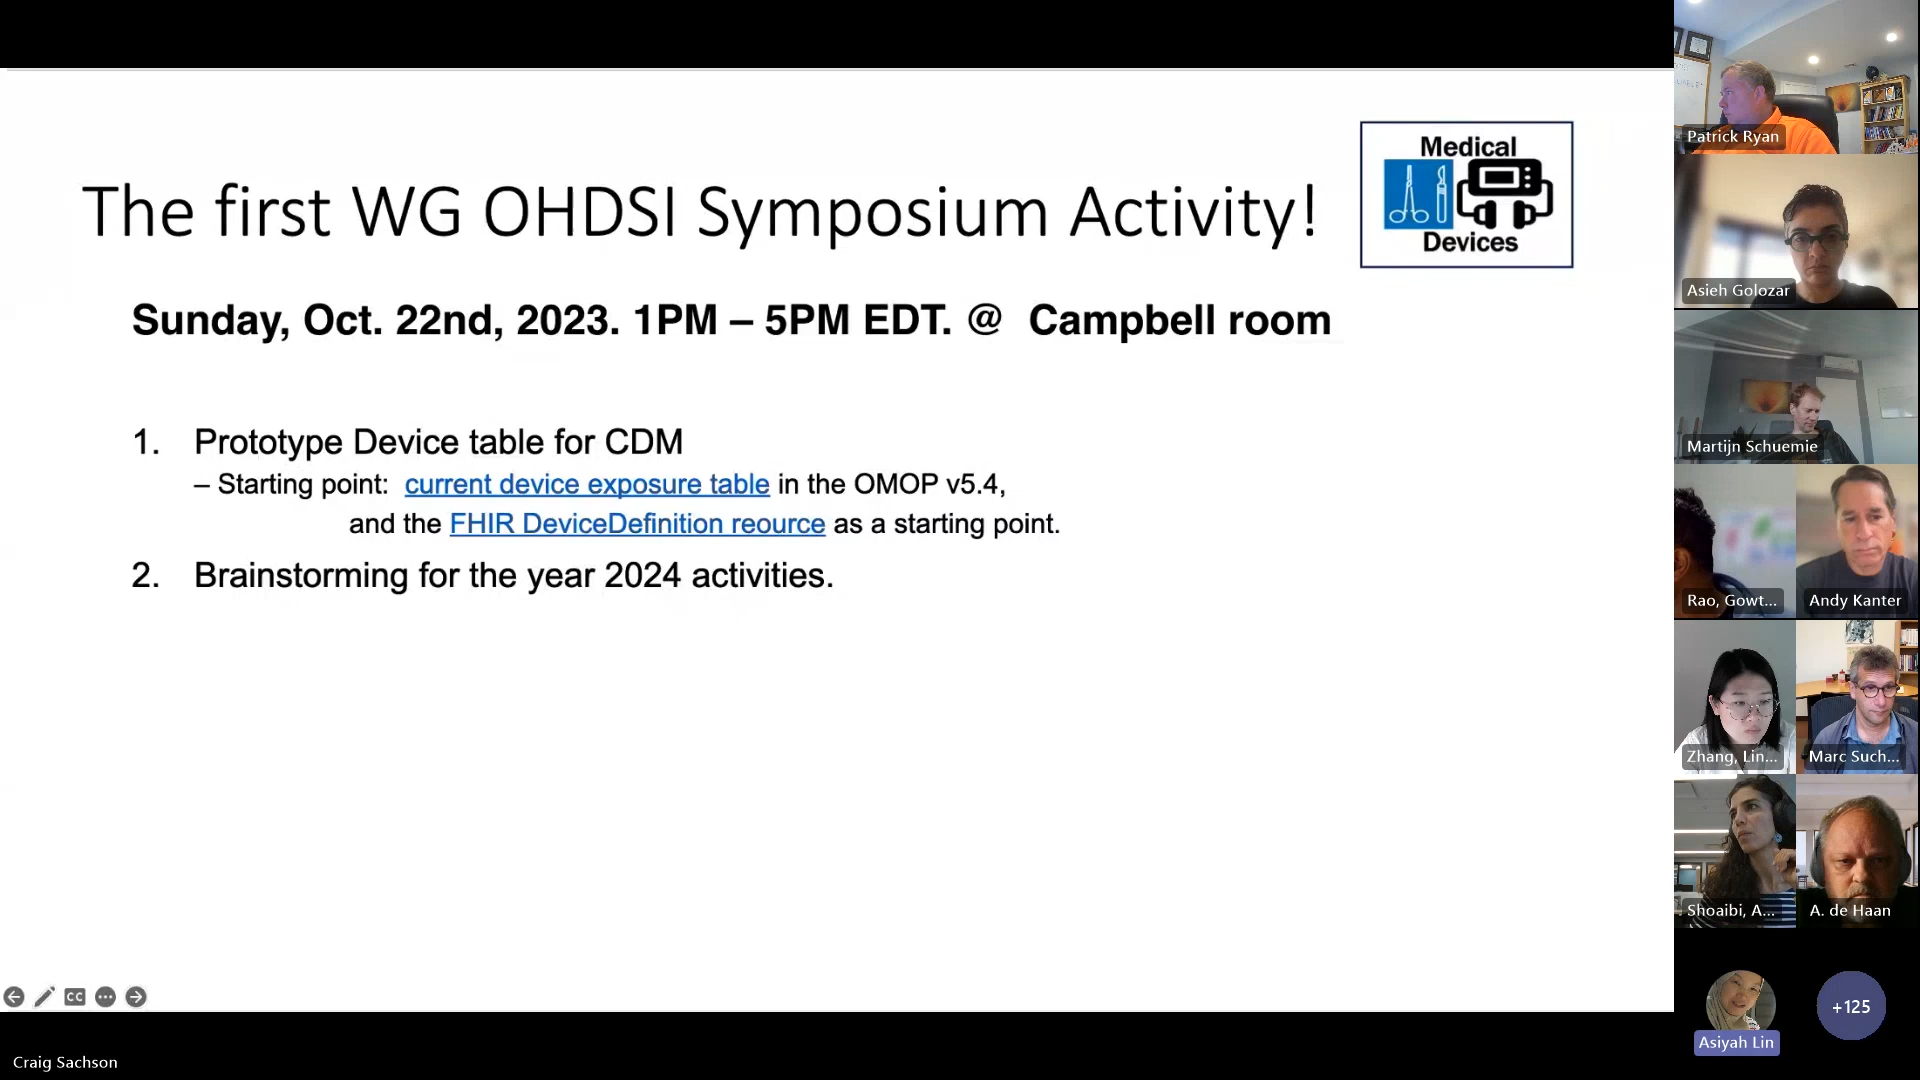 Medical
Devices
The first WG OHDSI Symposium Activity!
Sunday, Oct. 22nd, 2023. 1PM – 5PM EDT. @ Campbell room
1. Prototype Device table for CDM
– Starting point: current device exposure table in the OMOP v5.4,
and the FHIR DeviceDefinition reource as a starting point.
2. Brainstorming for the year 2024 activities.
CC
Craig Sachson
Patrick Ryan
Asieh Golozar
Martijn Schuemie
Rao, Gowt...
Andy Kanter
Zhang, Lin...
Marc Such...
Shoaibi, A...
A. de Haan
Asiyah Lin
+125